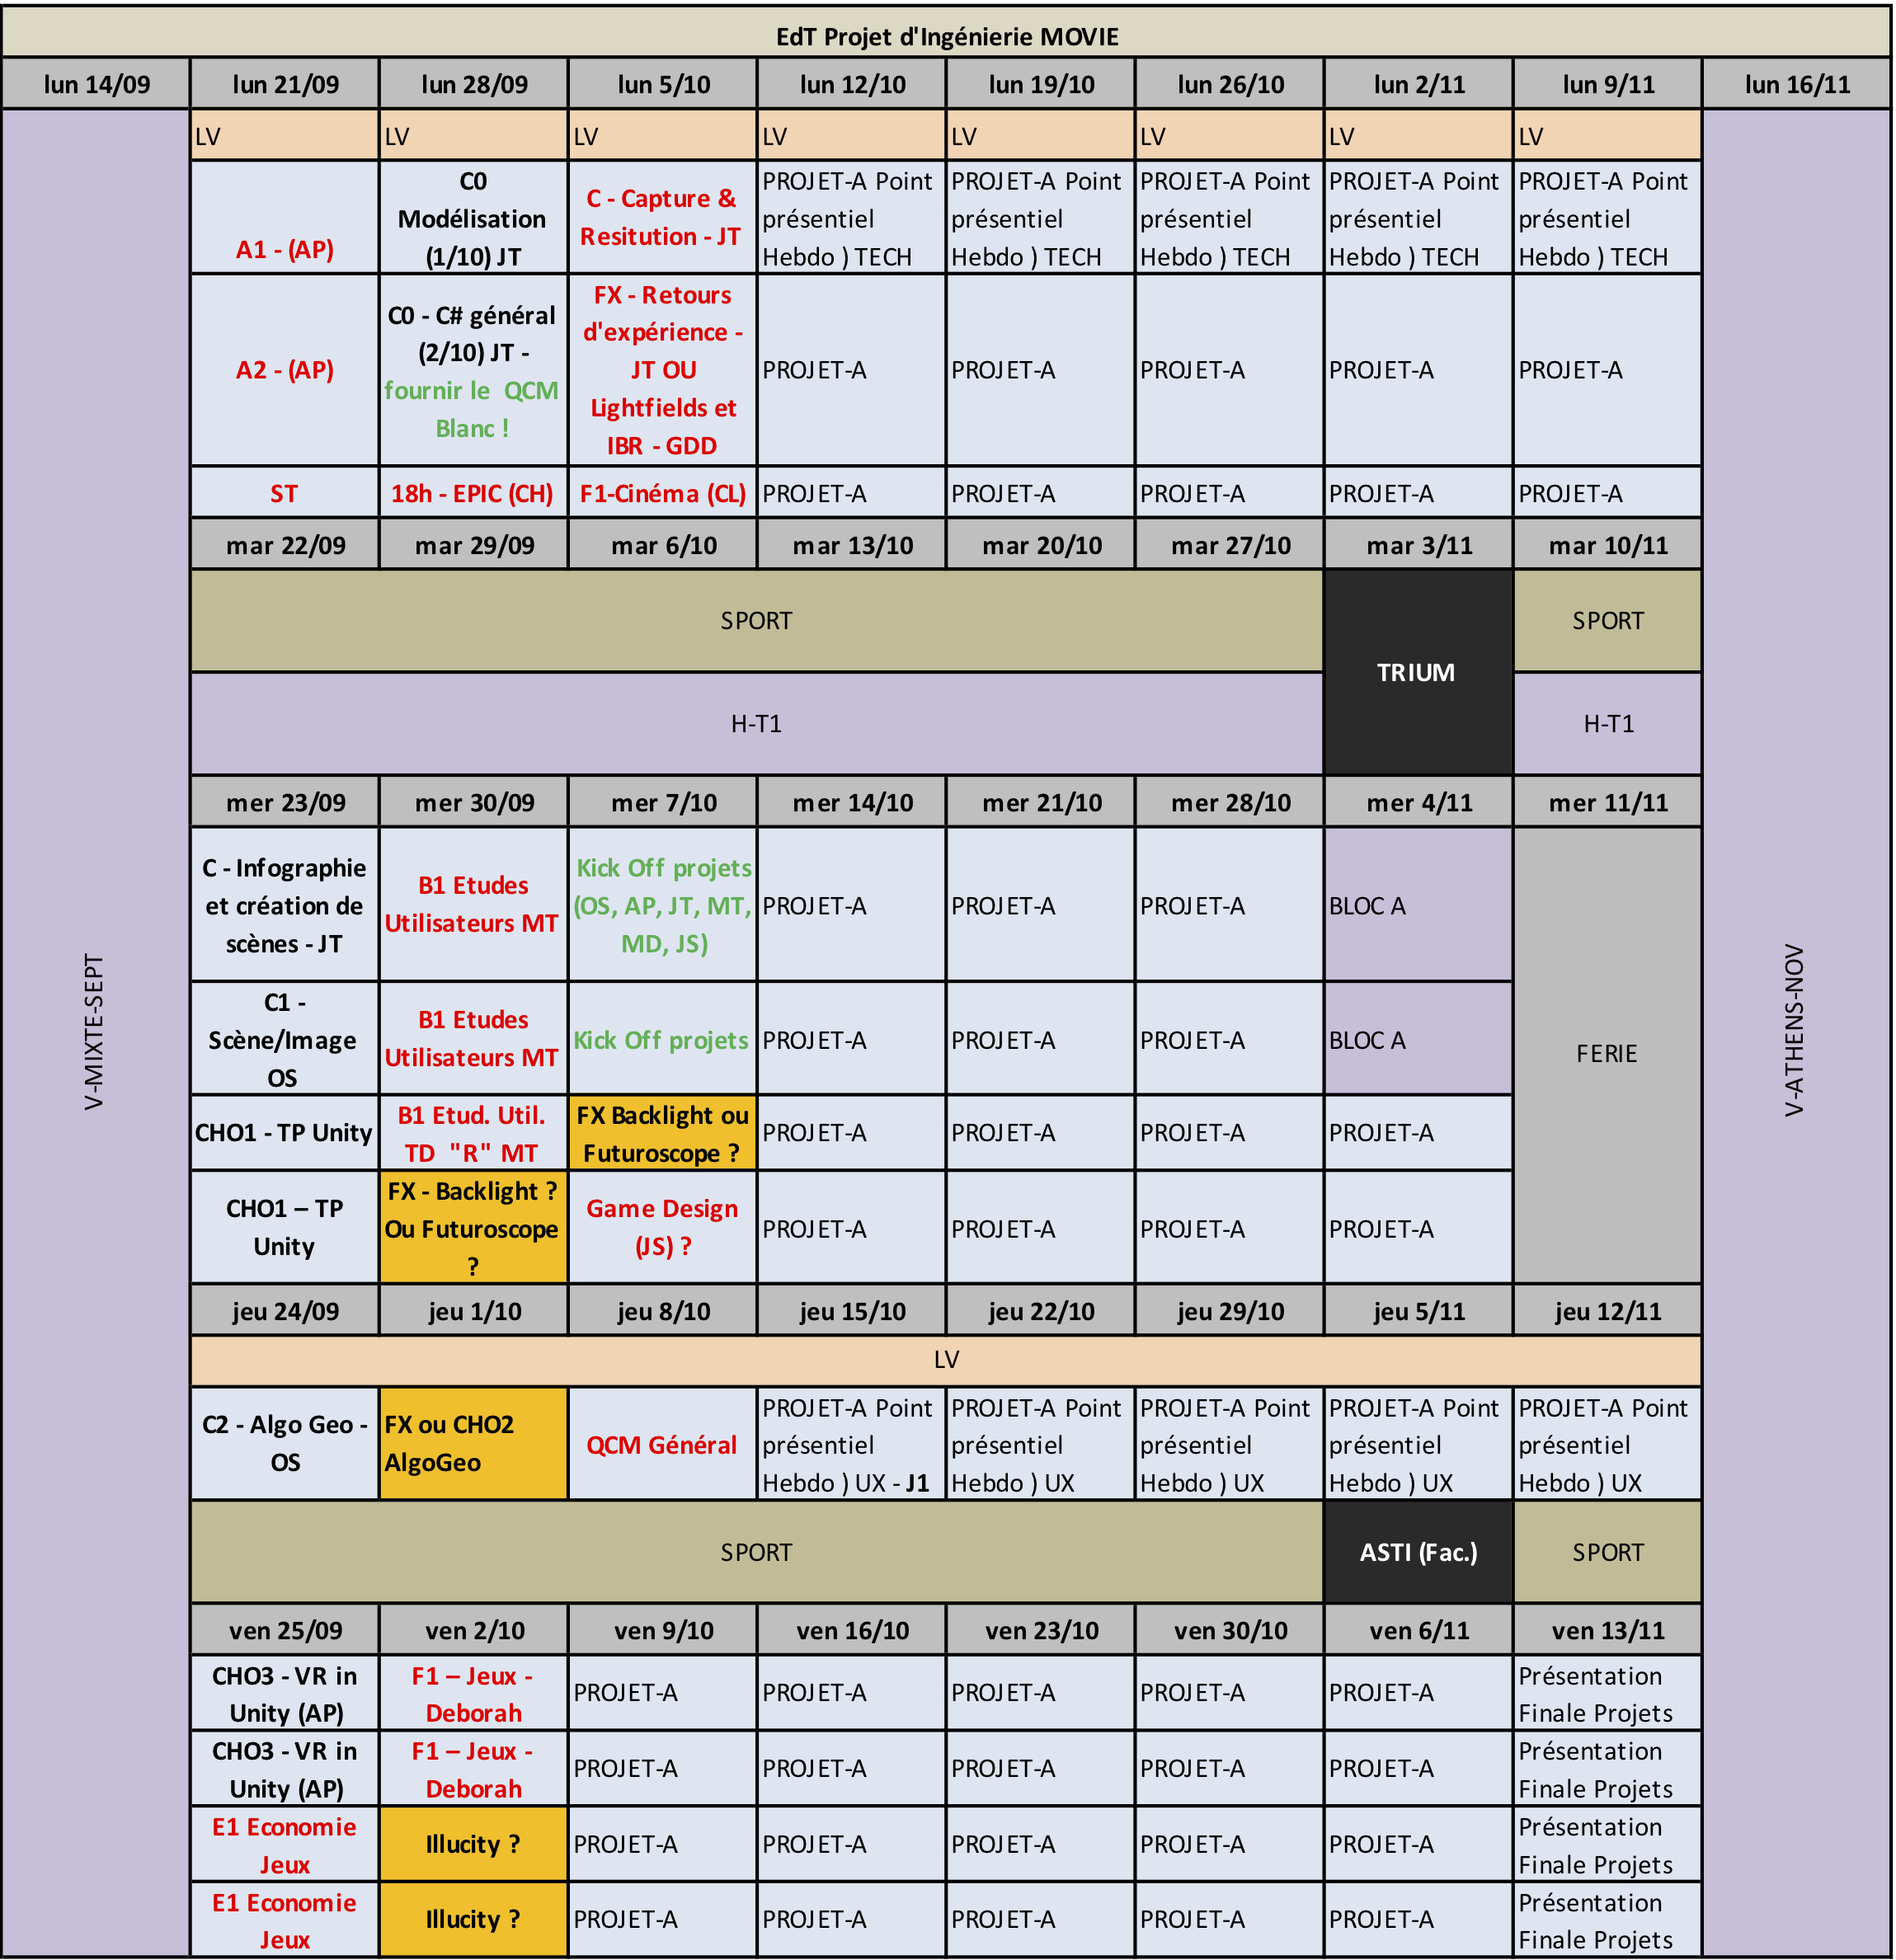 EdT Projet d'Ingénierie MOVIE
lun 14/09 lun 21/09 lun 28/09 lun 5/10 lun 12/10 lun 19/10 lun 26/10 lun 2/11 lun 9/11 lun 16/11
V-MIXTE-SEPT
LV LV LV LV LV LV LV LV
A1 - (AP)
C0
Modélisation
(1/10) JT
C - Capture &
Resitution - JT
PROJET-A Point
présentiel
Hebdo ) TECH
PROJET-A Point
présentiel
Hebdo ) TECH
PROJET-A Point
présentiel
Hebdo ) TECH
PROJET-A Point
présentiel
Hebdo ) TECH
PROJET-A Point
présentiel
Hebdo ) TECH
A2 - (AP)
C0 - C# général
(2/10) JT -
fournir le QCM
Blanc !
FX - Retours
d'expérience -
JT OU
Lightfields et
IBR - GDD
PROJET-A PROJET-A PROJET-A PROJET-A PROJET-A
ST 18h - EPIC (CH) F1-Cinéma (CL) PROJET-A PROJET-A PROJET-A PROJET-A PROJET-A
mar 22/09 mar 29/09 mar 6/10 mar 13/10 mar 20/10 mar 27/10 mar 3/11 mar 10/11
SPORT
TRIUM
SPORT
H-T1
H-T1
mer 23/09 mer 30/09 mer 7/10 mer 14/10 mer 21/10 mer 28/10 mer 4/11 mer 11/11
C - Infographie
et création de
scènes - JT
B1 Etudes
Utilisateurs MT
Kick Off projets
(OS, AP, JT, MT,
MD, JS)
PROJET-A PROJET-A PROJET-A BLOC A
FERIE
C1 -
Scène/Image
OS
B1 Etudes
Utilisateurs MT
Kick Off projets
PROJET-A PROJET-A PROJET-A BLOC A
CHO1 - TP Unity
B1 Etud. Util.
TD "R" MT
FX Backlight ou
Futuroscope ?
PROJET-A PROJET-A PROJET-A PROJET-A
CHO1 – TP
Unity
FX - Backlight ?
Ou Futuroscope
?
Game Design
(JS) ?
PROJET-A PROJET-A PROJET-A PROJET-A
jeu 24/09 jeu 1/10 jeu 8/10 jeu 15/10 jeu 22/10 jeu 29/10 jeu 5/11 jeu 12/11
LV
C2 - Algo Geo -
OS
FX ou CHO2
AlgoGeo
QCM Général
PROJET-A Point
présentiel
Hebdo ) UX - J1
PROJET-A Point
présentiel
Hebdo ) UX
PROJET-A Point
présentiel
Hebdo ) UX
PROJET-A Point
présentiel
Hebdo ) UX
PROJET-A Point
présentiel
Hebdo ) UX
SPORT
ASTI (Fac.)
SPORT
ven 25/09 ven 2/10 ven 9/10 ven 16/10 ven 23/10 ven 30/10 ven 6/11 ven 13/11
CHO3 - VR in
Unity (AP)
F1 – Jeux -
Deborah
PROJET-A PROJET-A PROJET-A PROJET-A PROJET-A
Présentation
Finale Projets
CHO3 - VR in
Unity (AP)
F1 – Jeux -
Deborah
PROJET-A PROJET-A PROJET-A PROJET-A PROJET-A
Présentation
Finale Projets
E1 Economie
Jeux
Illucity ?
PROJET-A PROJET-A PROJET-A PROJET-A PROJET-A
Présentation
Finale Projets
E1 Economie
Jeux
Illucity ?
PROJET-A PROJET-A PROJET-A PROJET-A PROJET-A
Présentation
Finale Projets
V-ATHENS-NOV